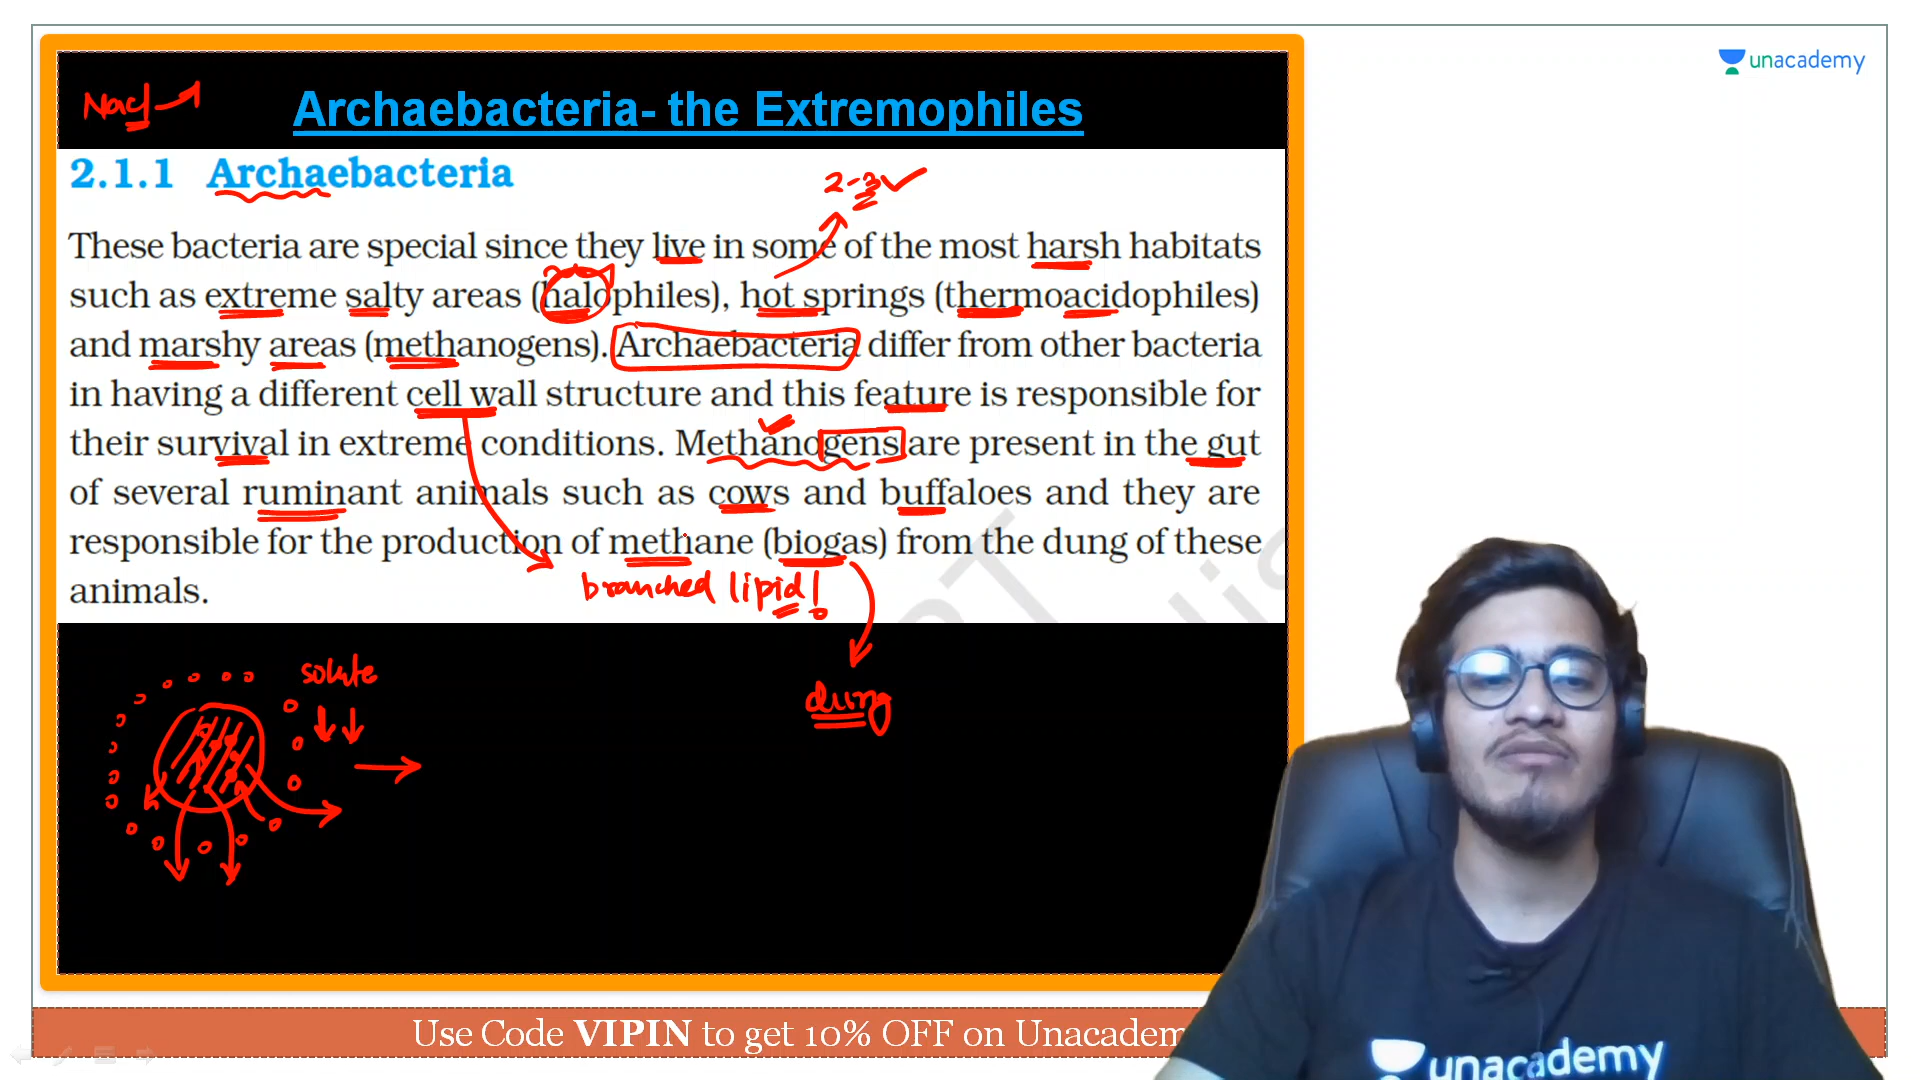 unacademy
Nacl
Archaebacteria- the Extremophiles
2.1.1 Archaebacteria
2-3
These bacteria are special since they live in some of the most harsh habitats
such as extreme salty areas (halophiles), hot springs (thermoacidophiles)
and marshy areas (methanogens). Archaebacteria differ from other bacteria
in having a different cell wall structure and this feature is responsible for
their survival in extreme conditions. Methanogens are present in the gut
of several ruminant animals such as cows and buffaloes and they are
responsible for the production of methane (biogas) from the dung of these
animals.
branched lipid!
solute
dung
Use Code VIPIN to get 10% OFF on Unacadem
unacademy